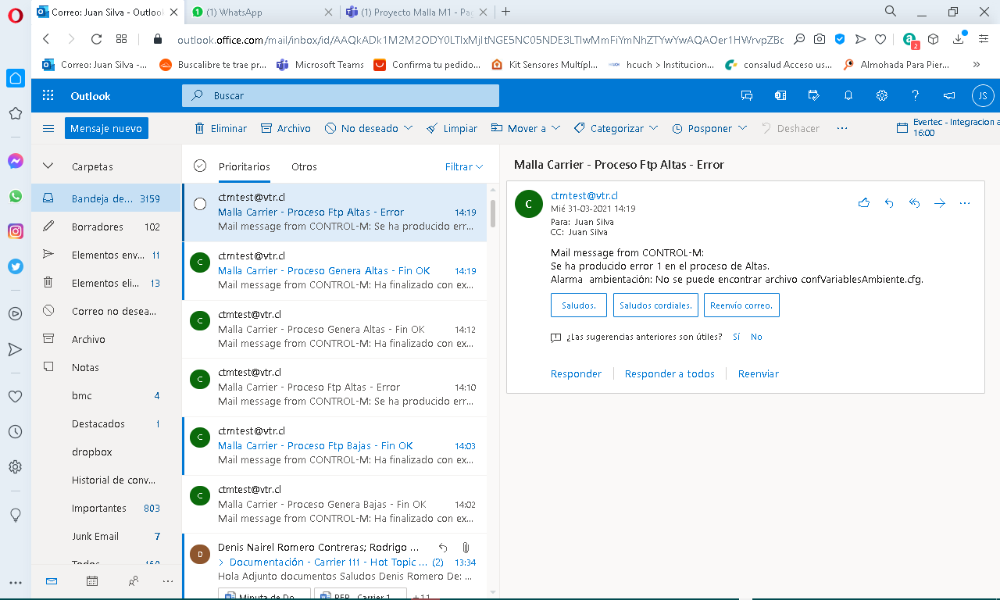 Correo: Juan Silva - Outlook
(1) WhatsApp
(1) Proyecto Malla M1 - Pa
outlook.office.com/mail/inbox/id/AAQkADk1M2M2ODY0LTIxMjItNGE5NC05NDE3LTIwMmFiYmNhZTYwYwAQAOer1HWrvpZBc
2
Correo: Juan Silva -...
Buscalibre te trae pr...
Microsoft Teams
Confirma tu pedido...
Kit Sensores Multipl...
hcuch > Institucion...
consalud Acceso us...
Almohada Para Pier...
Outlook
Buscar
JS
Mensaje nuevo
Eliminar
Archivo
No deseado
Limpiar
Mover a
Categorizar
Posponer
Deshacer
Evertec - Integracion a
16:00
Carpetas
Bandeja de... 3159
Borradores 102
Elementos env... 11
Elementos eli... 13
Correo no desea...
Archivo
Notas
bmc 4
Destacados 1
dropbox
Historial de conv...
Importantes 803
Junk Email 7
Todos
Prioritarios
Otros
Filtrar
ctmtest@vtr.cl
Malla Carrier - Proceso Ftp Altas - Error 14:19
Mail message from CONTROL-M: Se ha producido err...
C
ctmtest@vtr.cl
Malla Carrier - Proceso Genera Altas - Fin OK 14:19
Mail message from CONTROL-M: Ha finalizado con ex...
C
ctmtest@vtr.cl
Malla Carrier - Proceso Genera Altas - Fin OK 14:12
Mail message from CONTROL-M: Ha finalizado con ex...
C
ctmtest@vtr.cl
Malla Carrier - Proceso Ftp Altas - Error 14:10
Mail message from CONTROL-M: Se ha producido err...
C
ctmtest@vtr.cl
Malla Carrier - Proceso Ftp Bajas - Fin OK 14:03
Mail message from CONTROL-M: Ha finalizado con ex...
C
ctmtest@vtr.cl
Malla Carrier - Proceso Genera Bajas - Fin OK 14:02
Mail message from CONTROL-M: Ha finalizado con ex...
D
Denis Nairel Romero Contreras; Rodrigo ...
Documentación - Carrier 111 - Hot Topic ... (2) 13:34
Hola Adjunto documentos Saludos Denis Romero De: ...
Minuta de Do...
+11
Malla Carrier - Proceso Ftp Altas - Error
C
ctmtest@vtr.cl
Mié 31-03-2021 14:19
Para: Juan Silva
CC: Juan Silva
Mail message from CONTROL-M:
Se ha producido error 1 en el proceso de Altas.
Alarma ambientación: No se puede encontrar archivo confVariablesAmbiente.cfg.
Saludos.
Saludos cordiales.
Reenvío correo.
¿Las sugerencias anteriores son útiles? Sí No
Responder
Responder a todos
Reenviar